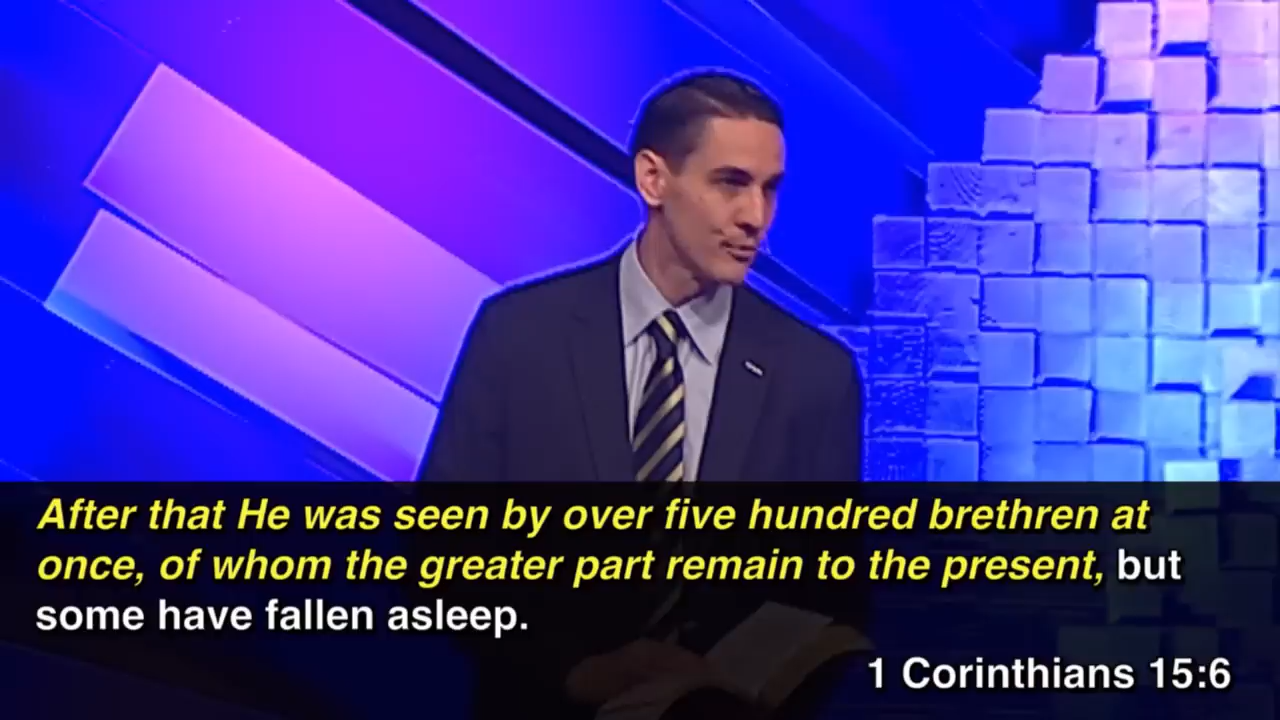 After that He was seen by over five hundred brethren at
once, of whom the greater part remain to the present, but
some have fallen asleep.
1 Corinthians 15:6